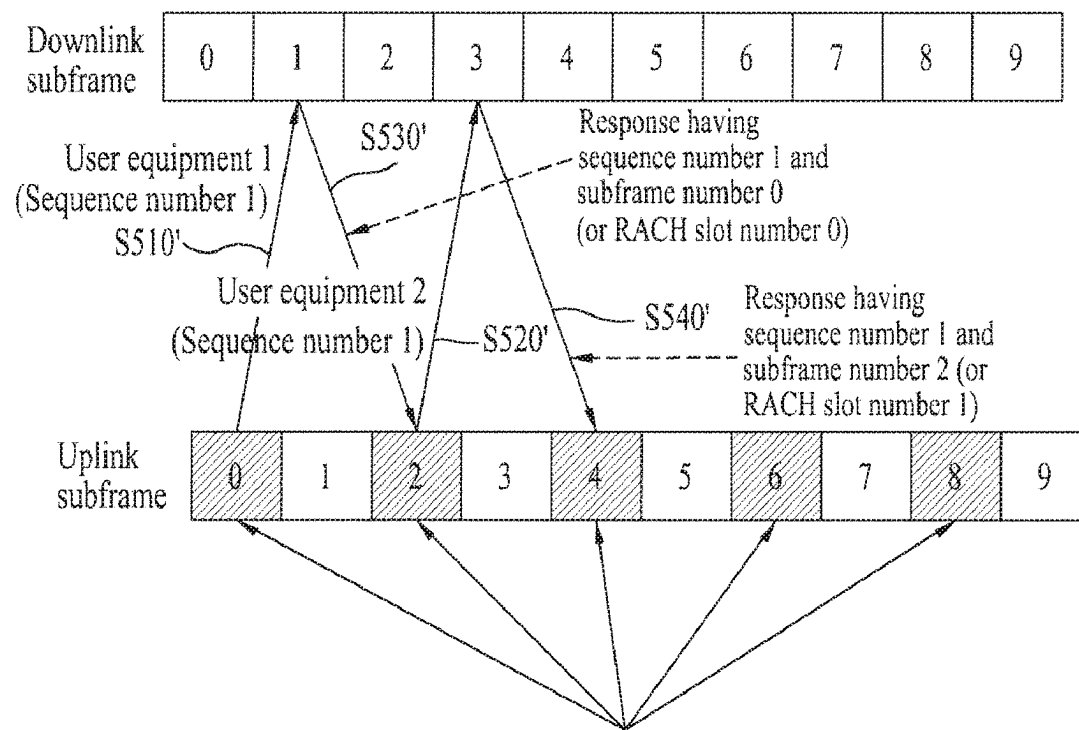 Downlink
subframe
0 1 2 3 4 5 6 7 8 9
User equipment 1
(Sequence number 1)
S510'
S530'
Response having
sequence number 1 and
subframe number 0
(or RACH slot number 0)
User equipment 2
(Sequence number 1)
S520'
S540'
Response having
sequence number 1 and
subframe number 2 (or
RACH slot number 1)
Uplink
subframe
0 1 2 3 4 5 6 7 8 9